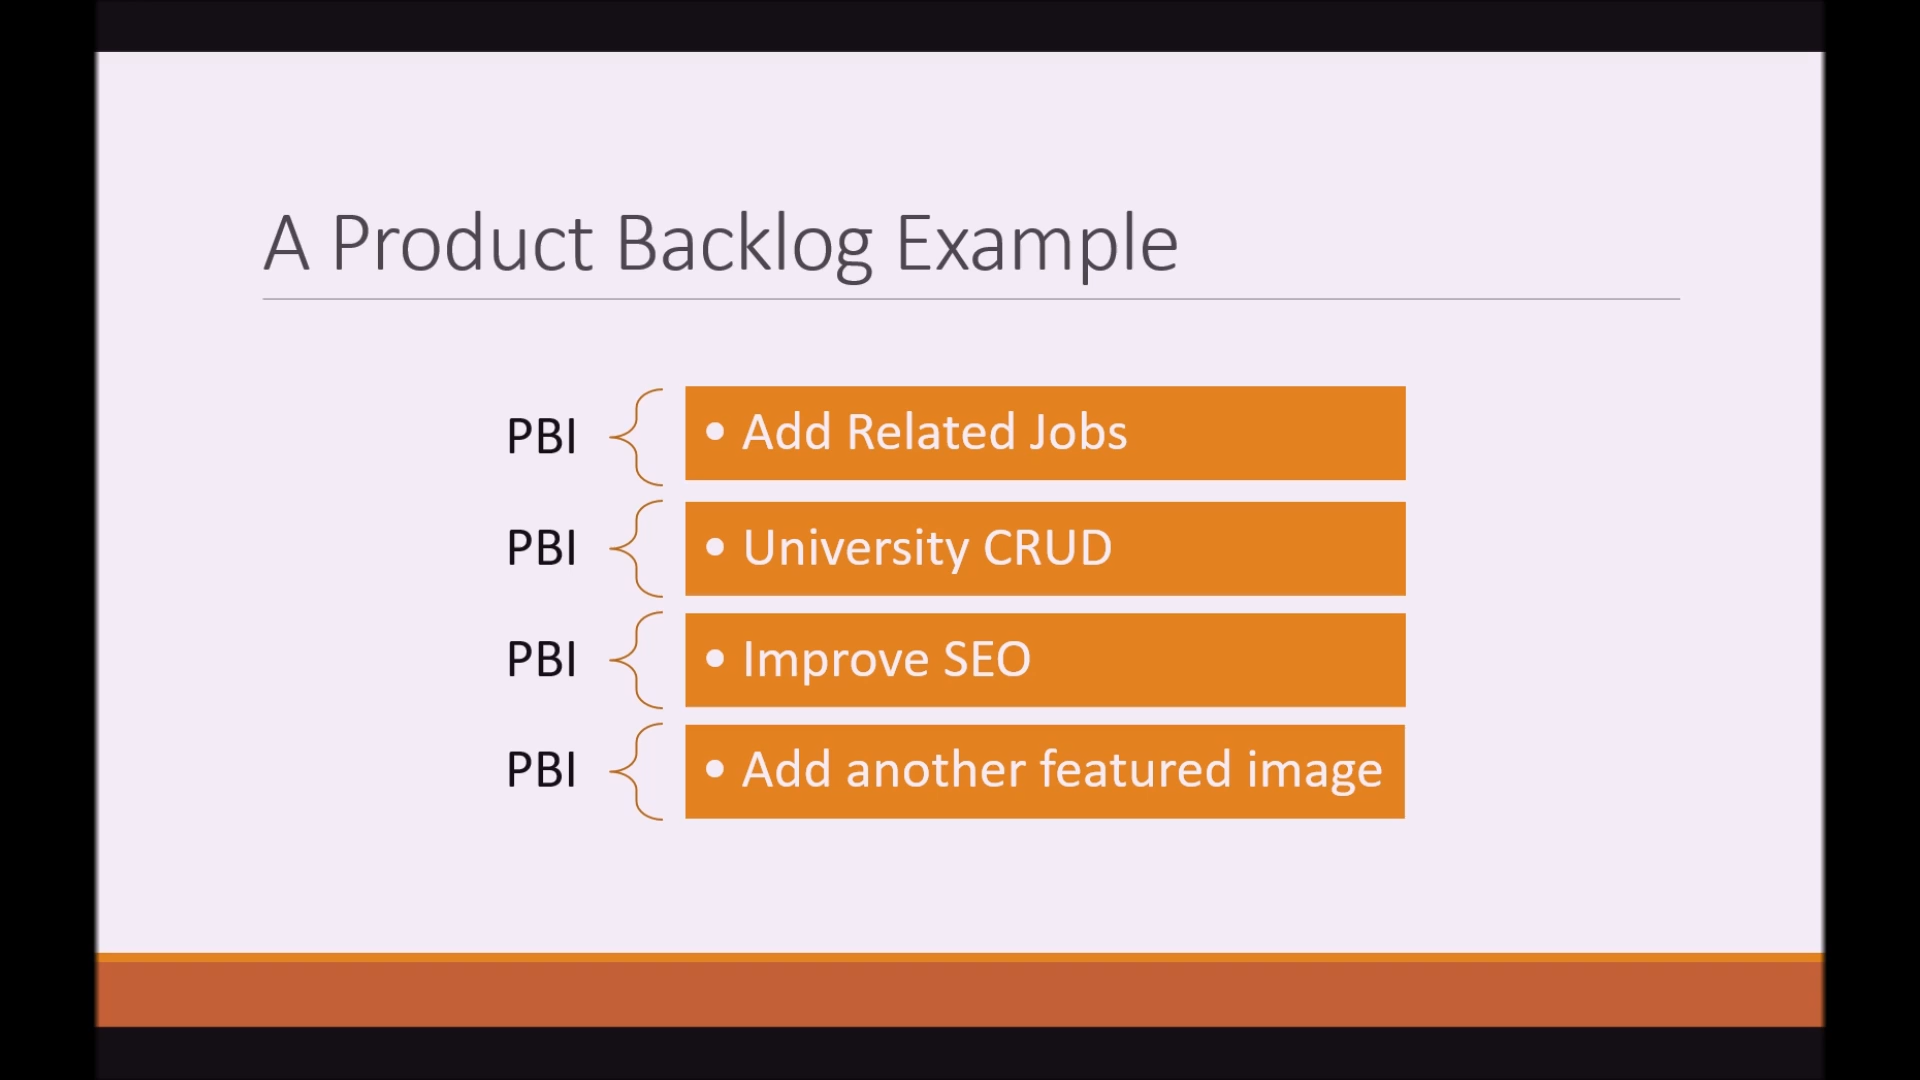 A Product Backlog Example
PBI • Add Related Jobs
PBI • University CRUD
PBI • Improve SEO
PBI • Add another featured image